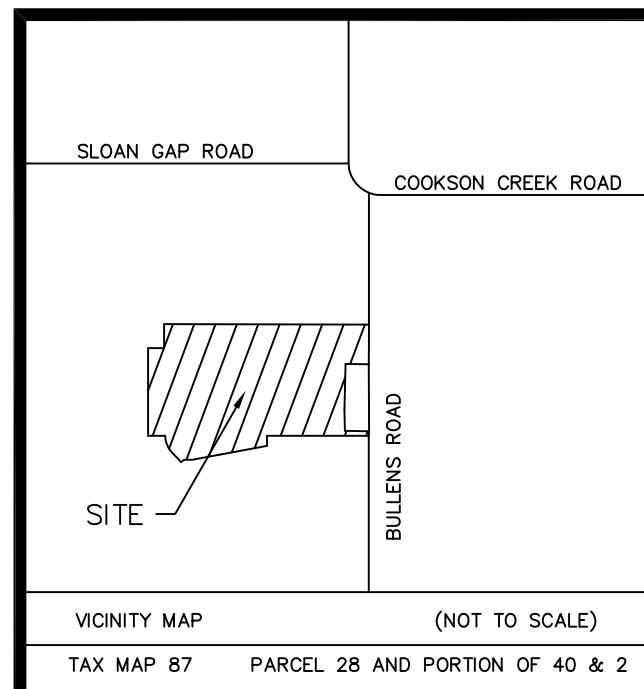 SLOAN GAP ROAD
COOKSON CREEK ROAD
BULLENS ROAD
SITE
VICINITY MAP (NOT TO SCALE)
TAX MAP 87 PARCEL 28 AND PORTION OF 40 & 2